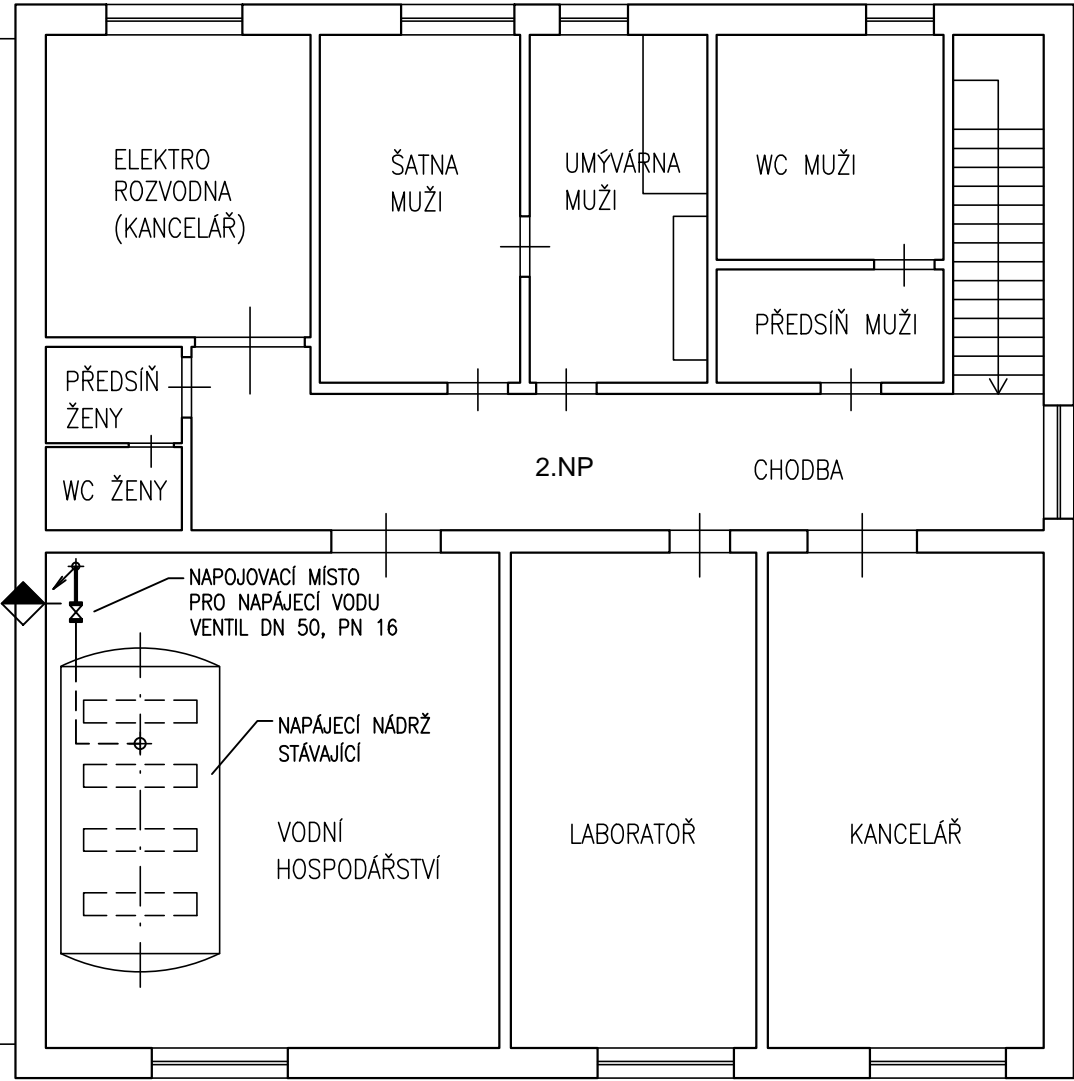 ELEKTRO
ROZVODNA
(KANCELÁŘ)
ŠATNA
MUŽI
UMÝVÁRNA
MUŽI
WC MUŽI
PŘEDSÍŇ MUŽI
PŘEDSÍŇ
ŽENY
WC ŽENY
2.NP
CHODBA
NAPOJOVACÍ MÍSTO
PRO NAPÁJECÍ VODU
VENTIL DN 50, PN 16
NAPÁJECÍ NÁDRŽ
STÁVAJÍCÍ
VODNÍ
HOSPODÁŘSTVÍ
LABORATOŘ
KANCELÁŘ